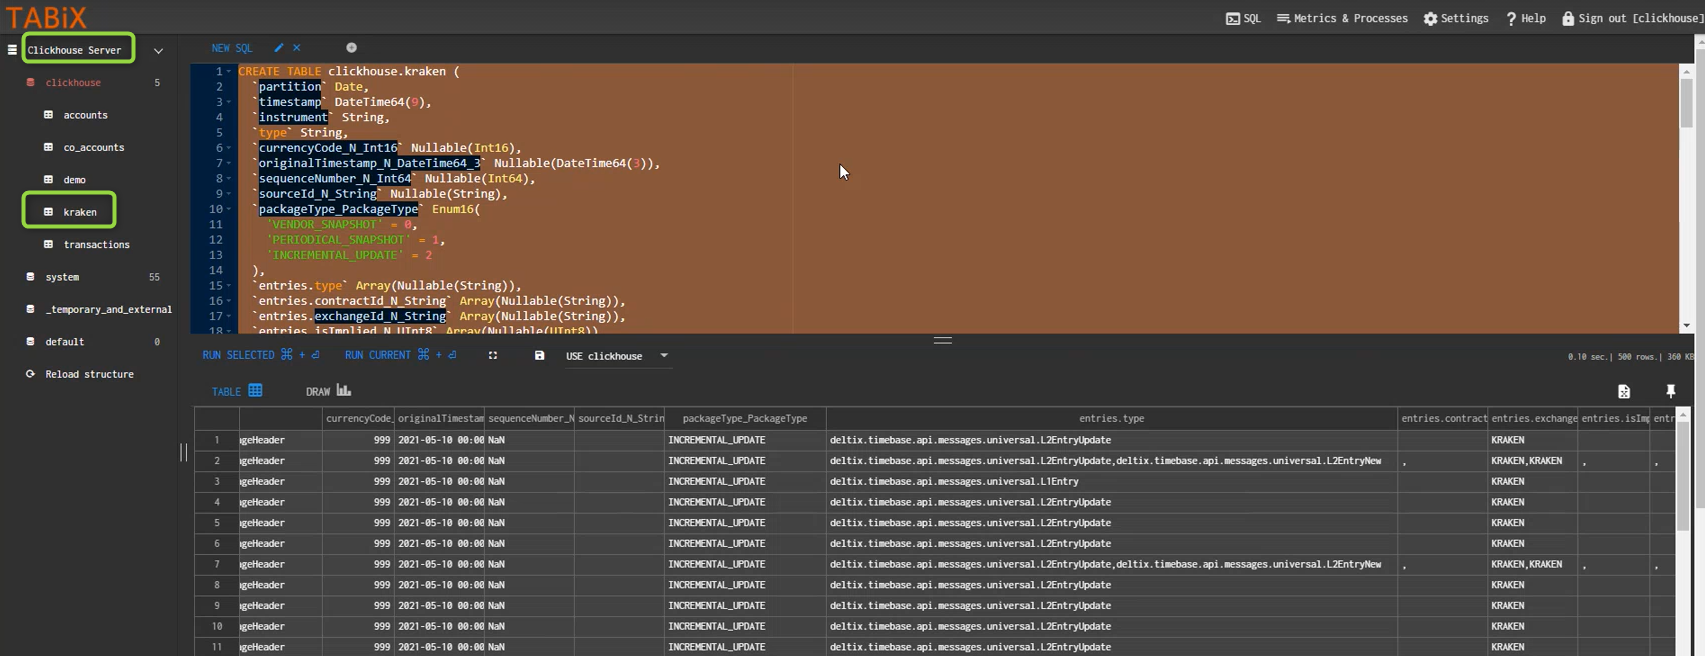 TABiX
SQL Metrics & Processes Settings ? Help Sign out [clickhouse]
Clickhouse Server
clickhouse 5
accounts
co_accounts
demo
kraken
transactions
system 55
_temporary_and_external
default 0
Reload structure
NEW SQL
1 CREATE TABLE clickhouse.kraken (
2 `partition` Date,
3 `timestamp` DateTime64(9),
4 `instrument` String,
5 `type` String,
6 `currencyCode_N_Int16` Nullable(Int16),
7 `originalTimestamp_N_DateTime64_3` Nullable(DateTime64(3)),
8 `sequenceNumber_N_Int64` Nullable(Int64),
9 `sourceId_N_String` Nullable(String),
10 `packageType_PackageType` Enum16(
11 'VENDOR_SNAPSHOT' = 0,
12 'PERIODICAL_SNAPSHOT' = 1,
13 'INCREMENTAL_UPDATE' = 2
14 ),
15 `entries.type` Array(Nullable(String)),
16 `entries.contractId_N_String` Array(Nullable(String)),
17 `entries.exchangeId_N_String` Array(Nullable(String)),
18 `entries.isImplied_N_UInt8` Array(Nullable(UInt8))
RUN SELECTED ⌘ + ⏎ RUN CURRENT ⌘ + ⏎ USE clickhouse 0.10 sec.| 500 rows.| 360 KB
TABLE DRAW
currencyCode_ originalTimestam sequenceNumber_N sourceId_N_Strin packageType_PackageType entries.type entries.contract entries.exchange entries.isImp entr
1 ageHeader 999 2021-05-10 00:00 NaN INCREMENTAL_UPDATE deltix.timebase.api.messages.universal.L2EntryUpdate KRAKEN
2 ageHeader 999 2021-05-10 00:00 NaN INCREMENTAL_UPDATE deltix.timebase.api.messages.universal.L2EntryUpdate,deltix.timebase.api.messages.universal.L2EntryNew , KRAKEN,KRAKEN , ,
3 ageHeader 999 2021-05-10 00:00 NaN INCREMENTAL_UPDATE deltix.timebase.api.messages.universal.L1Entry KRAKEN
4 ageHeader 999 2021-05-10 00:00 NaN INCREMENTAL_UPDATE deltix.timebase.api.messages.universal.L2EntryUpdate KRAKEN
5 ageHeader 999 2021-05-10 00:00 NaN INCREMENTAL_UPDATE deltix.timebase.api.messages.universal.L2EntryUpdate KRAKEN
6 ageHeader 999 2021-05-10 00:00 NaN INCREMENTAL_UPDATE deltix.timebase.api.messages.universal.L2EntryUpdate KRAKEN
7 ageHeader 999 2021-05-10 00:00 NaN INCREMENTAL_UPDATE deltix.timebase.api.messages.universal.L2EntryUpdate,deltix.timebase.api.messages.universal.L2EntryNew , KRAKEN,KRAKEN , ,
8 ageHeader 999 2021-05-10 00:00 NaN INCREMENTAL_UPDATE deltix.timebase.api.messages.universal.L2EntryUpdate KRAKEN
9 ageHeader 999 2021-05-10 00:00 NaN INCREMENTAL_UPDATE deltix.timebase.api.messages.universal.L2EntryUpdate KRAKEN
10 ageHeader 999 2021-05-10 00:00 NaN INCREMENTAL_UPDATE deltix.timebase.api.messages.universal.L2EntryUpdate KRAKEN
11 ageHeader 999 2021-05-10 00:00 NaN INCREMENTAL_UPDATE deltix.timebase.api.messages.universal.L2EntryUpdate KRAKEN